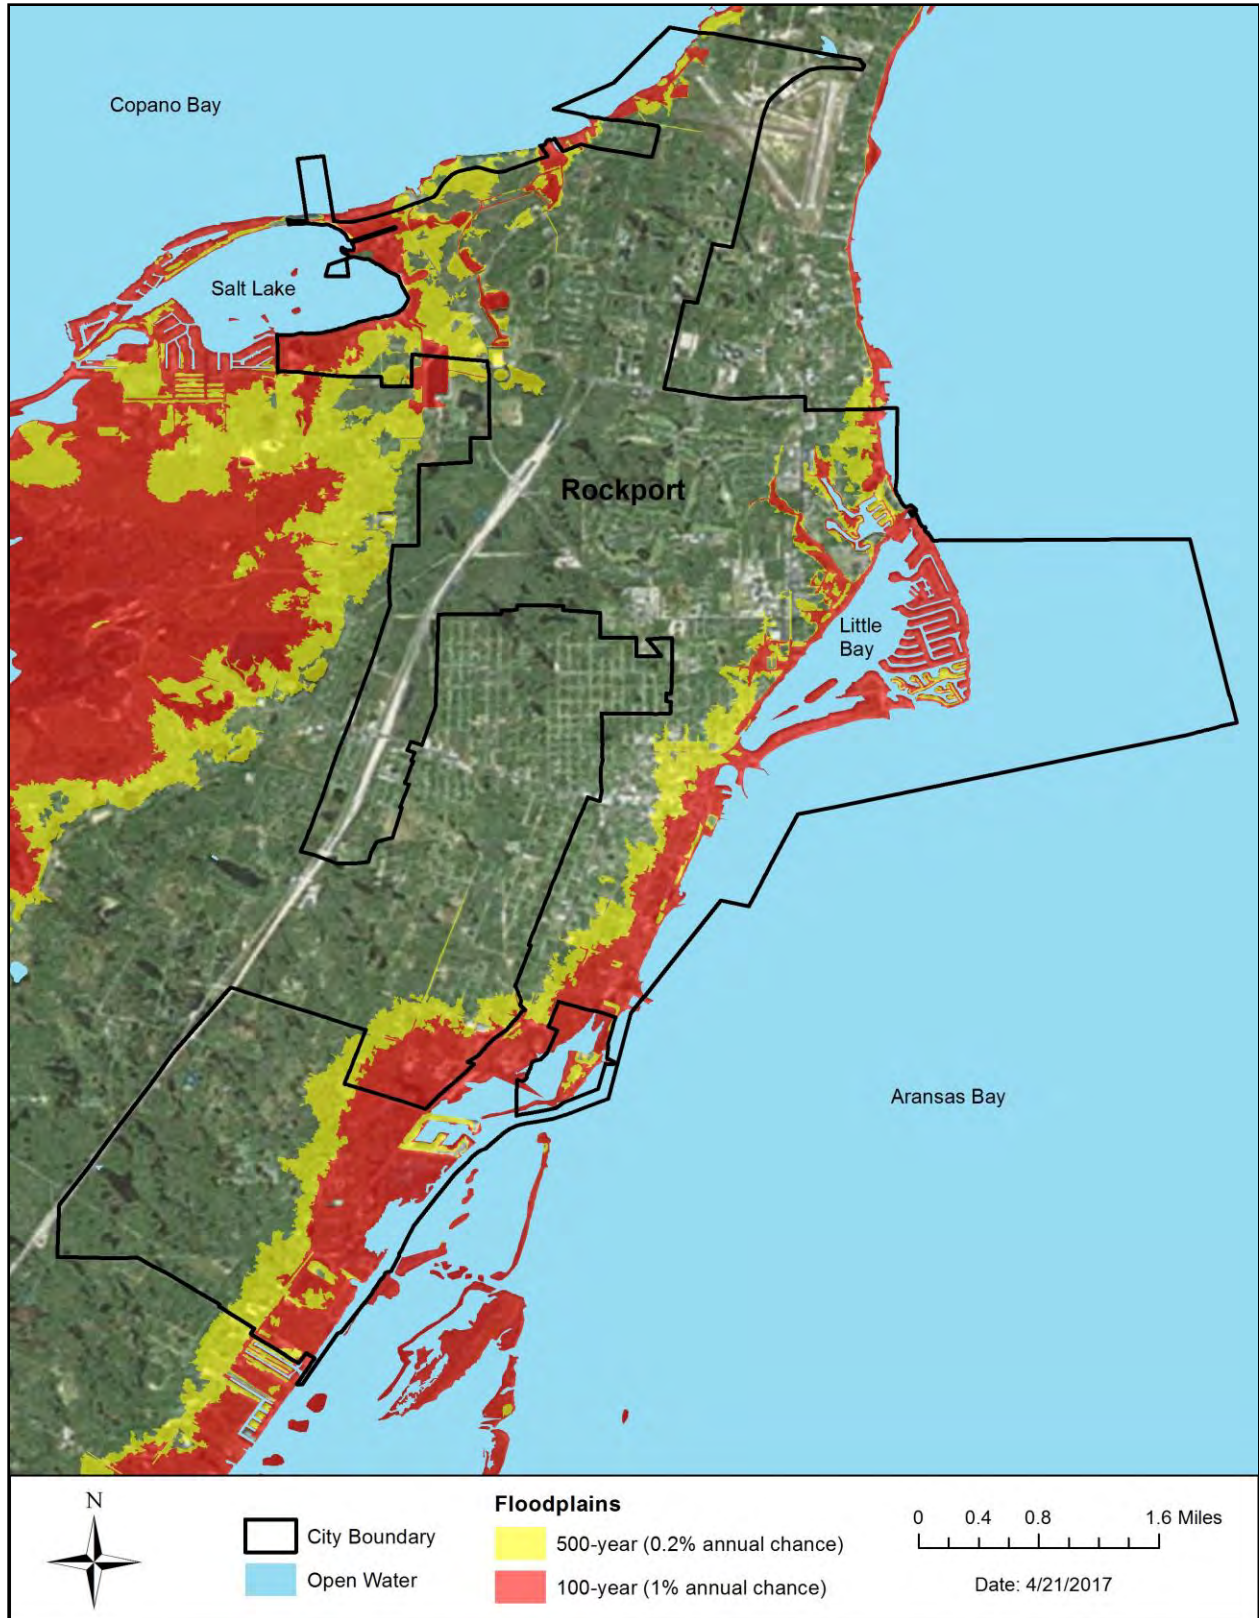 Copano Bay
Salt Lake
Rockport
Little
Bay
Aransas Bay
N
City Boundary
Open Water
Floodplains
500-year (0.2% annual chance)
100-year (1% annual chance)
0 0.4 0.8 1.6 Miles
Date: 4/21/2017